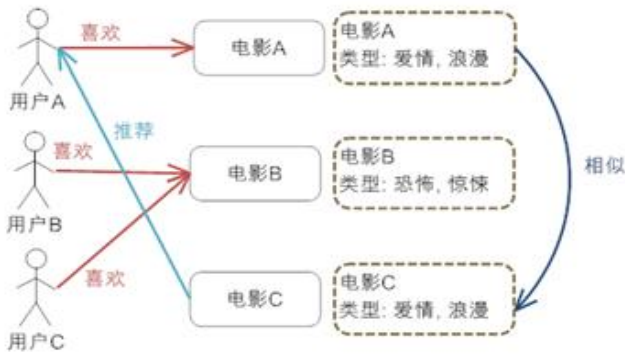 喜欢
电影A
电影A
类型: 爱情, 浪漫
用户A
推荐
相似
喜欢
电影B
电影B
类型: 恐怖, 惊悚
用户B
喜欢
电影C
电影C
类型: 爱情, 浪漫
用户C